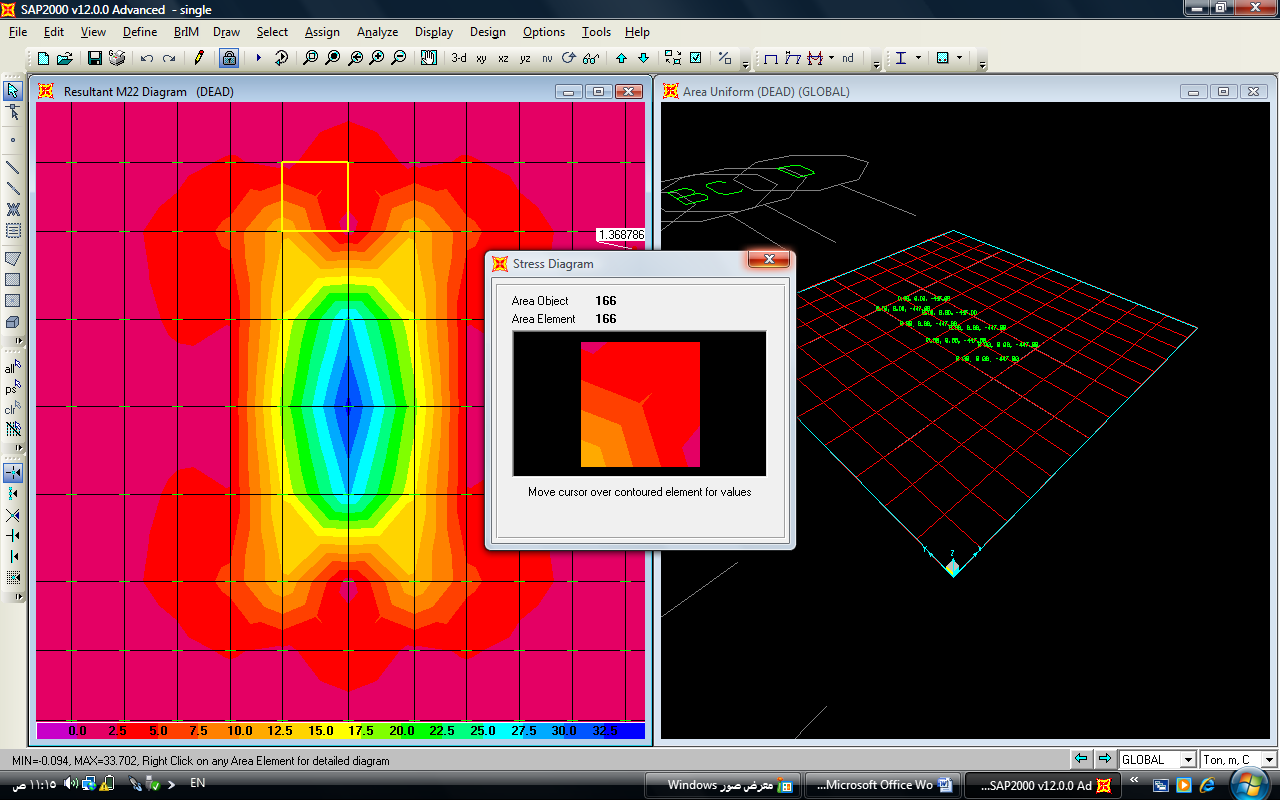 SAP2000 v12.0.0 Advanced - single
File Edit View Define BrIM Draw Select Assign Analyze Display Design Options Tools Help
3-d xy xz yz nv nd
Resultant M22 Diagram (DEAD)
Area Uniform (DEAD) (GLOBAL)
all
ps
clr
1.368786
Stress Diagram
Area Object 166
Area Element 166
Move cursor over contoured element for values
Z
0.0 2.5 5.0 7.5 10.0 12.5 15.0 17.5 20.0 22.5 25.0 27.5 30.0 32.5
MIN=-0.094, MAX=33.702, Right Click on any Area Element for detailed diagram
GLOBAL
Ton, m, C
١١:١٥ ص
EN
معرض صور Windows
...Microsoft Office Wo
...SAP2000 v12.0.0 Ad